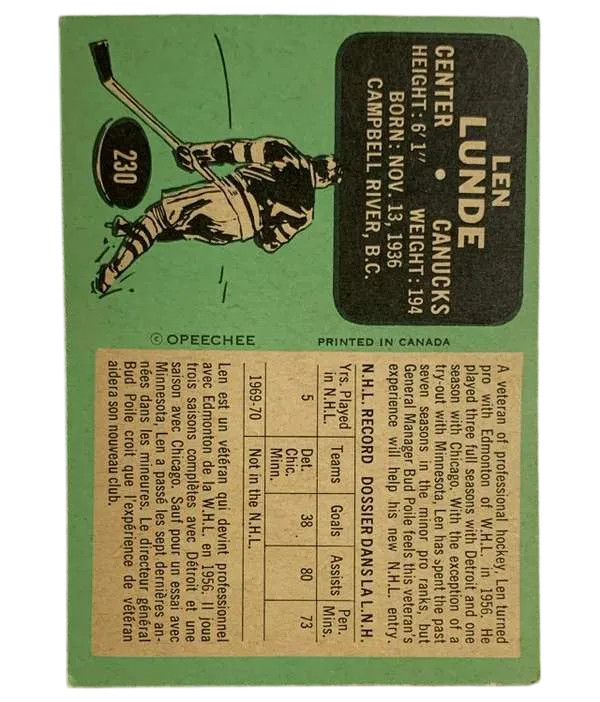 LEN
LUNDE
CENTER • CANUCKS
HEIGHT: 6'1" WEIGHT: 194
BORN: NOV. 13, 1936
CAMPBELL RIVER, B.C.
230
© OPEECHEE PRINTED IN CANADA
A veteran of professional hockey, Len turned
pro with Edmonton of W.H.L. in 1956. He
played three full seasons with Detroit and one
season with Chicago. With the exception of a
try-out with Minnesota, Len has spent the past
seven seasons in the minor pro ranks, but
General Manager Bud Poile feels this veteran's
experience will help his new N.H.L. entry.
N.H.L. RECORD DOSSIER DANS LA L.N.H
Yrs. Played in N.H.L. Teams Goals Assists Pen. Mins.
5 Det. Chic. Minn. 38 80 73
1969-70 Not in the N.H.L.
Len est un vétéran qui devint professionnel
avec Edmonton de la W.H.L. en 1956. Il joua
trois saisons complètes avec Détroit et une
saison avec Chicago. Sauf pour un essai avec
Minnesota, Len a passé les sept dernières an-
nées dans les mineures. Le directeur général
Bud Poile croit que l'expérience de vétéran
aidera son nouveau club.